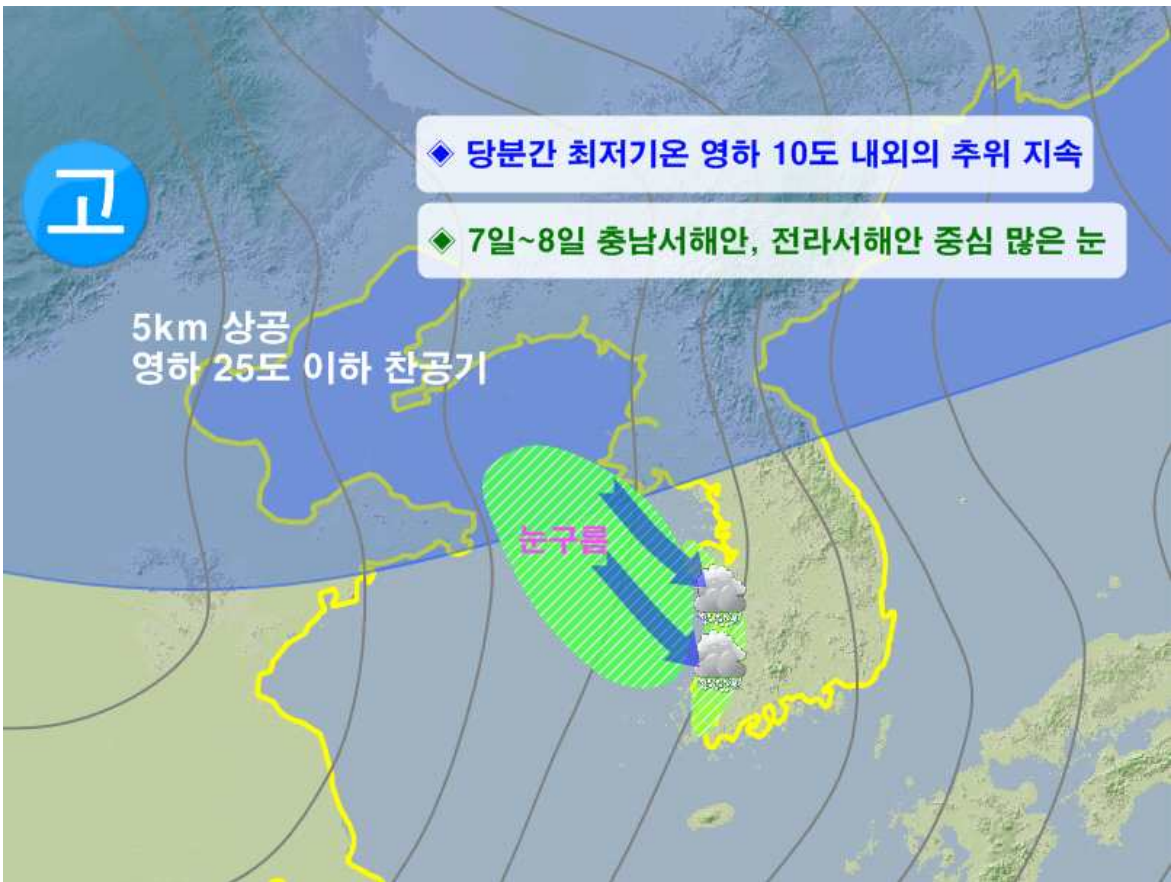 ◈ 당분간 최저기온 영하 10도 내외의 추위 지속
고
◈ 7일~8일 충남서해안, 전라서해안 중심 많은 눈
5km 상공
영하 25도 이하 찬공기
눈구름